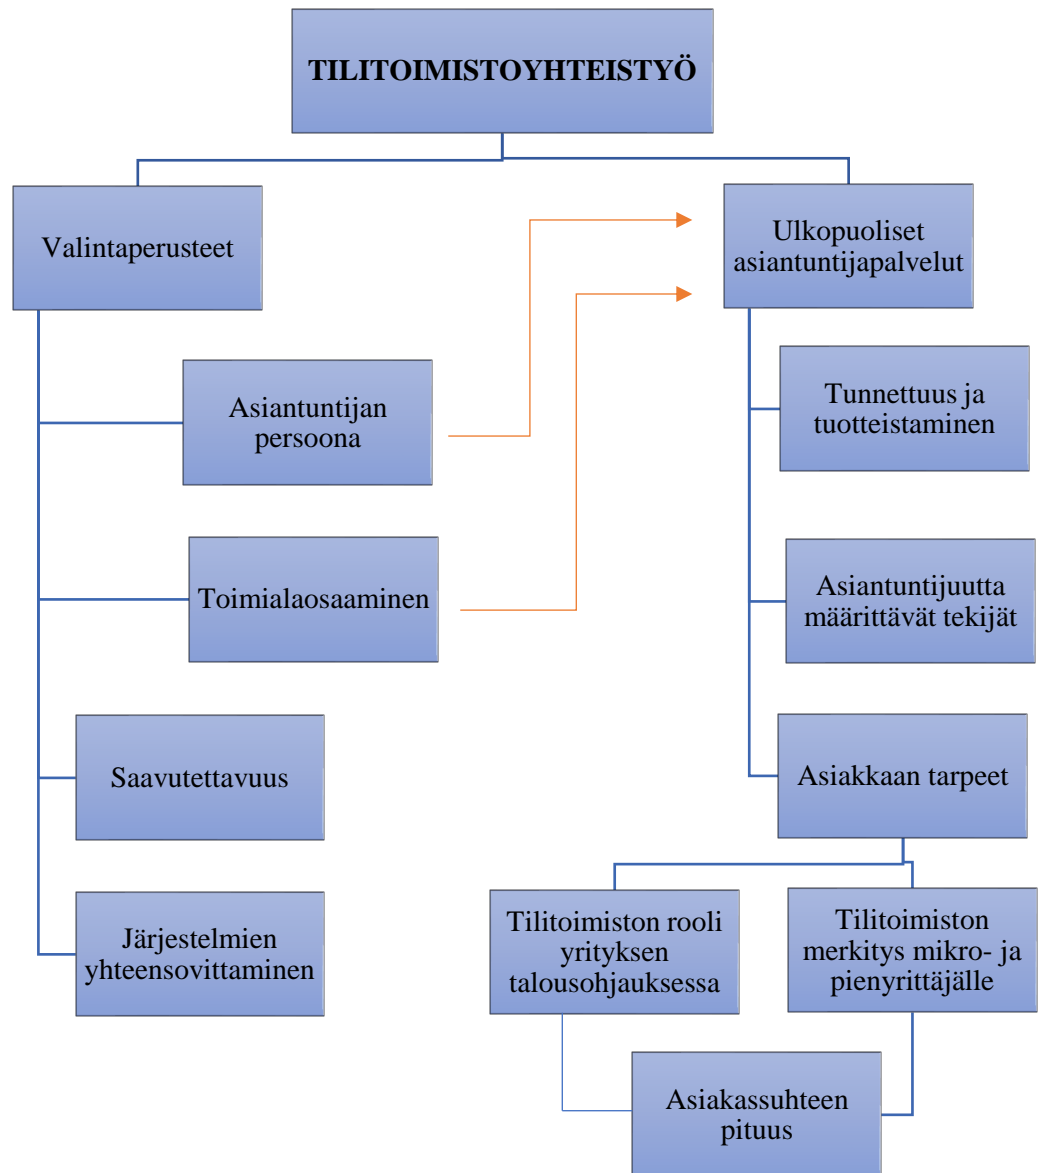 TILITOIMISTOYHTEISTYÖ
Valintaperusteet
Ulkopuoliset
asiantuntijapalvelut
Asiantuntijan
persoona
Tunnettuus ja
tuotteistaminen
Toimialaosaaminen
Asiantuntijuutta
määrittävät tekijät
Saavutettavuus
Asiakkaan tarpeet
Järjestelmien
yhteensovittaminen
Tilitoimiston rooli
yrityksen
talousohjauksessa
Tilitoimiston
merkitys mikro- ja
pienyrittäjälle
Asiakassuhteen
pituus